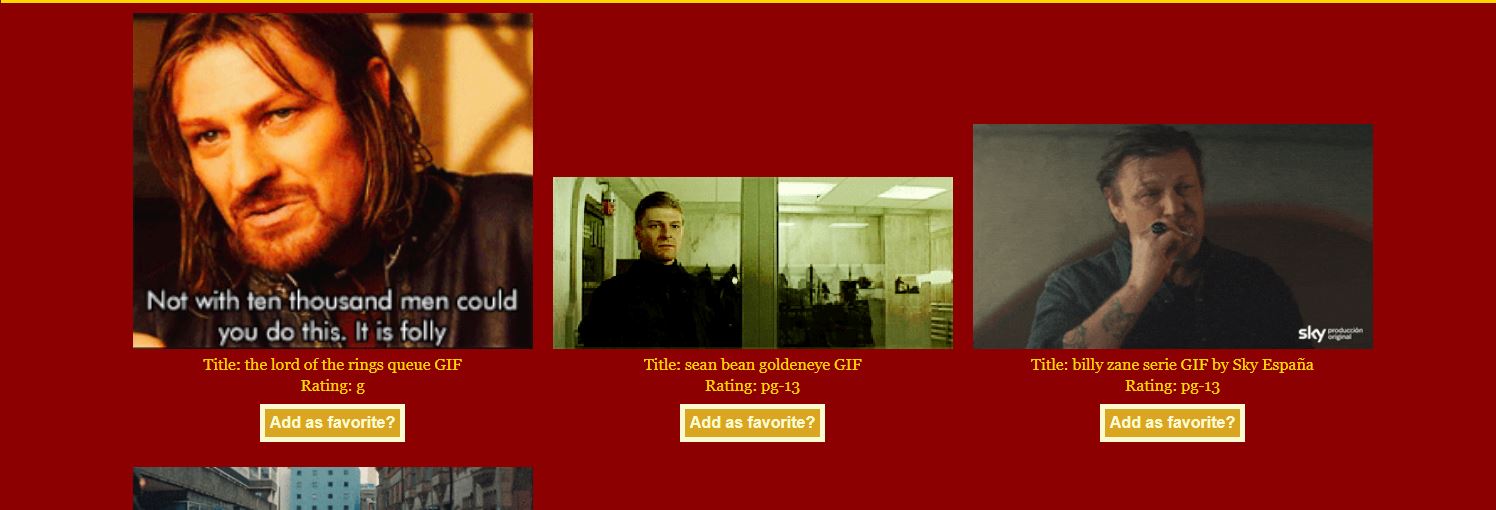 Not with ten thousand men could
you do this. It is folly
sky producción
original
Title: the lord of the rings queue GIF
Rating: g
Add as favorite?
Title: sean bean goldeneye GIF
Rating: pg-13
Add as favorite?
Title: billy zane serie GIF by Sky España
Rating: pg-13
Add as favorite?